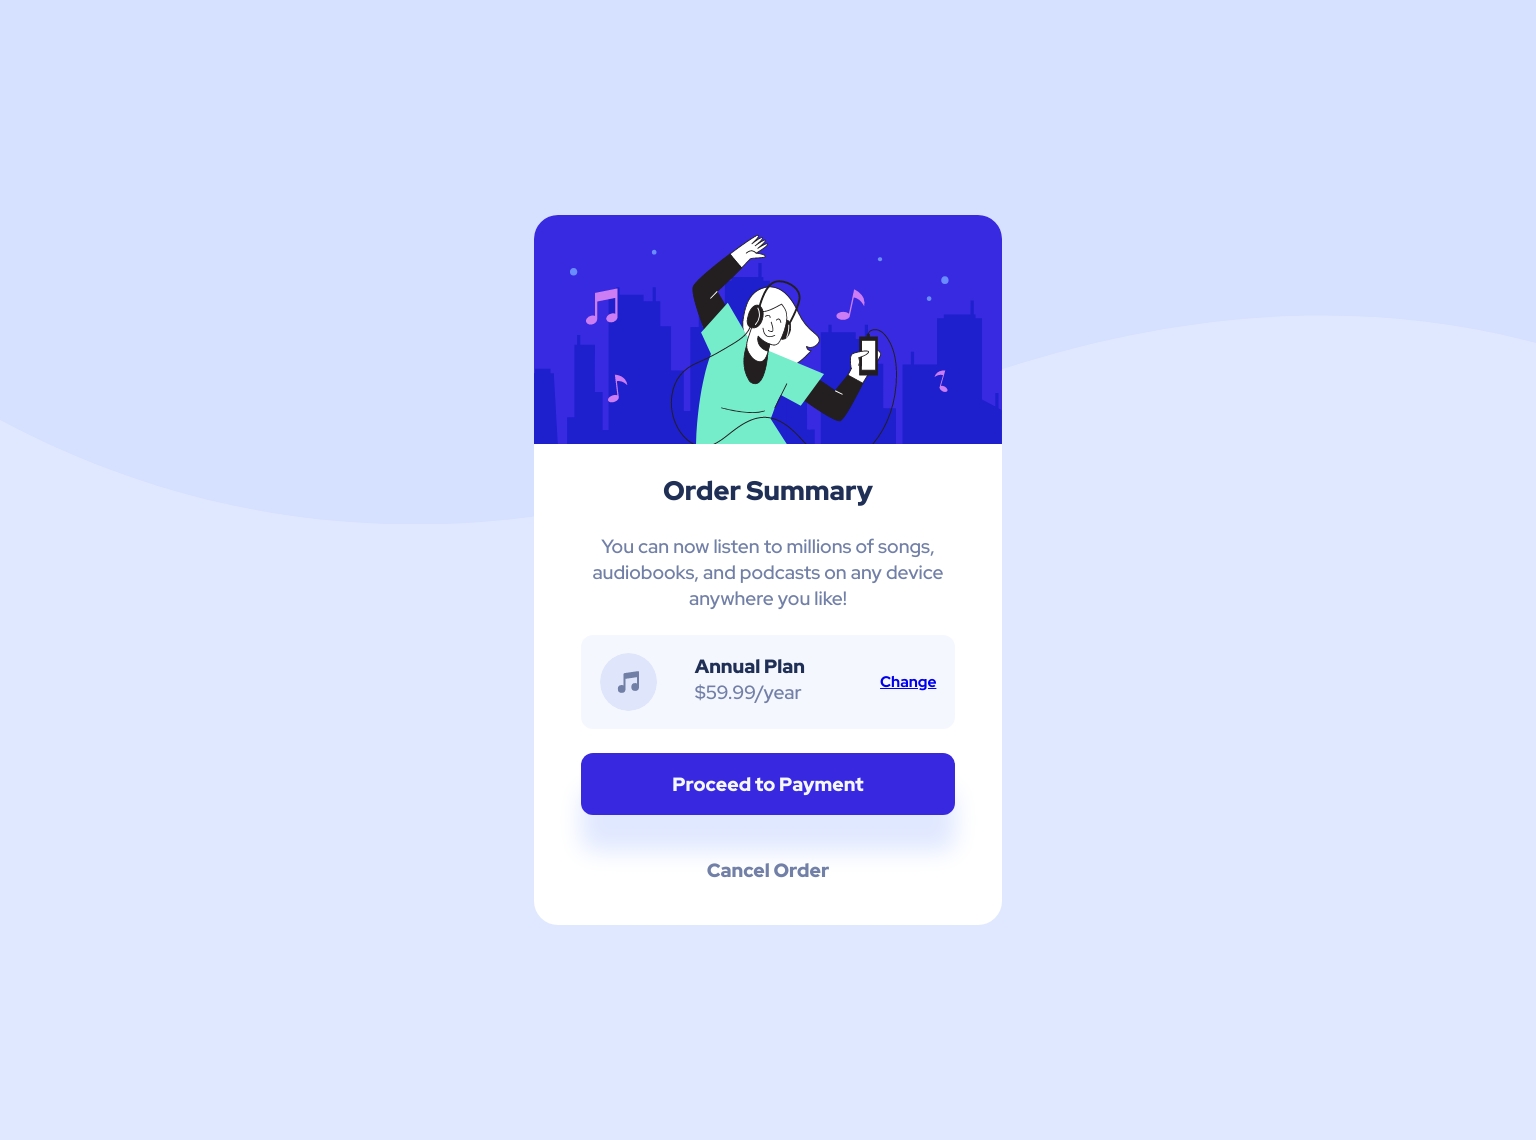 Order Summary
You can now listen to millions of songs,
audiobooks, and podcasts on any device
anywhere you like!
Annual Plan
$59.99/year
Change
Proceed to Payment
Cancel Order